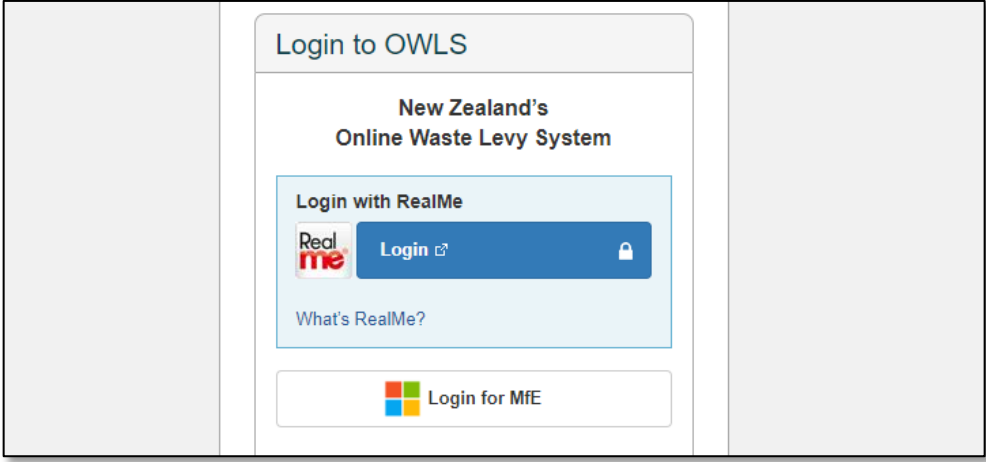 Login to OWLS
New Zealand's
Online Waste Levy System
Login with RealMe
Real
me
Login
What's RealMe?
Login for MfE